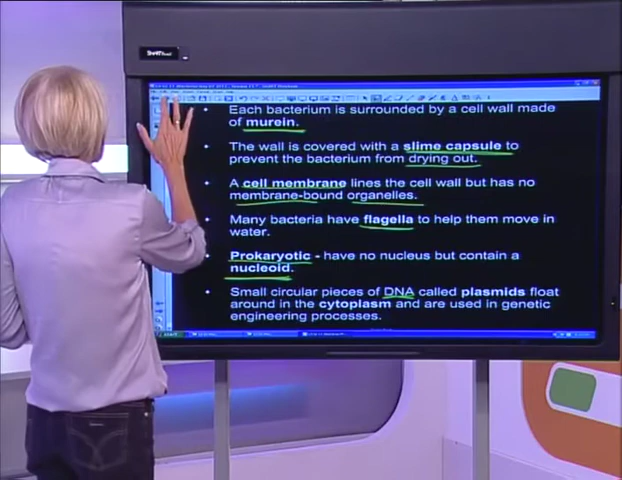 SMART Board
Each bacterium is surrounded by a cell wall made
of murein.
The wall is covered with a slime capsule to
prevent the bacterium from drying out.
A cell membrane lines the cell wall but has no
membrane-bound organelles.
Many bacteria have flagella to help them move in
water.
Prokaryotic - have no nucleus but contain a
nucleoid.
Small circular pieces of DNA called plasmids float
around in the cytoplasm and are used in genetic
engineering processes.